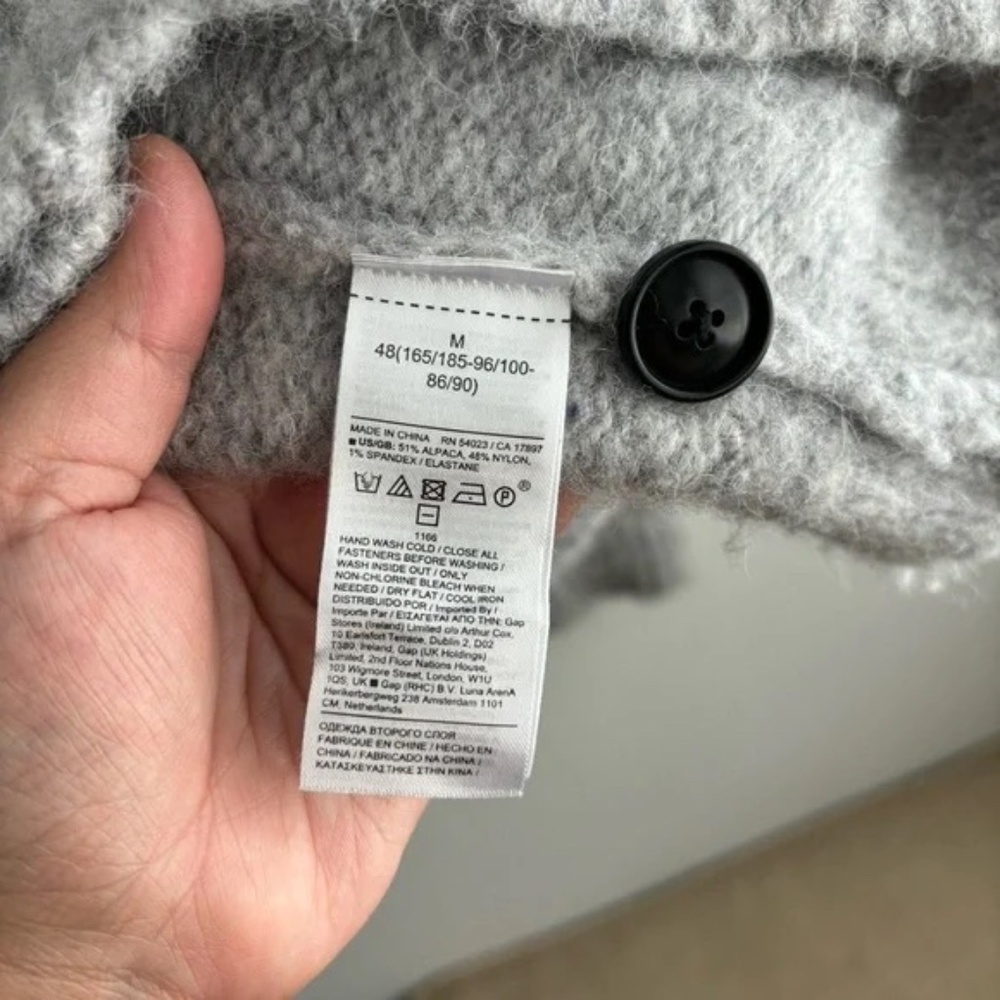 M
48(165/185-96/100-
86/90)
MADE IN CHINA RN 54023 / CA 17897
■ US/GB: 51% ALPACA, 48% NYLON,
1% SPANDEX / ELASTANE
P ®
1166
HAND WASH COLD / CLOSE ALL
FASTENERS BEFORE WASHING /
WASH INSIDE OUT / ONLY
NON-CHLORINE BLEACH WHEN
NEEDED / DRY FLAT / COOL IRON
DISTRIBUIDO POR / Imported By /
Importe Par / ΕΙΣΑΓΕΤΑΙ ΑΠΟ ΤΗΝ: Gap
Stores (Ireland) Limited c/o Arthur Cox,
10 Earlsfort Terrace, Dublin 2, D02
T380, Ireland, Gap (UK Holdings)
Limited, 2nd Floor Nations House,
103 Wigmore Street, London, W1U
1QS, UK ■ Gap (RHC) B.V. Luna ArenA
Herikerbergweg 238 Amsterdam 1101
CM, Netherlands
ОДЕЖДА ВТОРОГО СЛОЯ
FABRIQUE EN CHINE / HECHO EN
CHINA / FABRICADO NA CHINA /
ΚΑΤΑΣΚΕΥΑΣΤΗΚΕ ΣΤΗΝ ΚΙΝΑ /